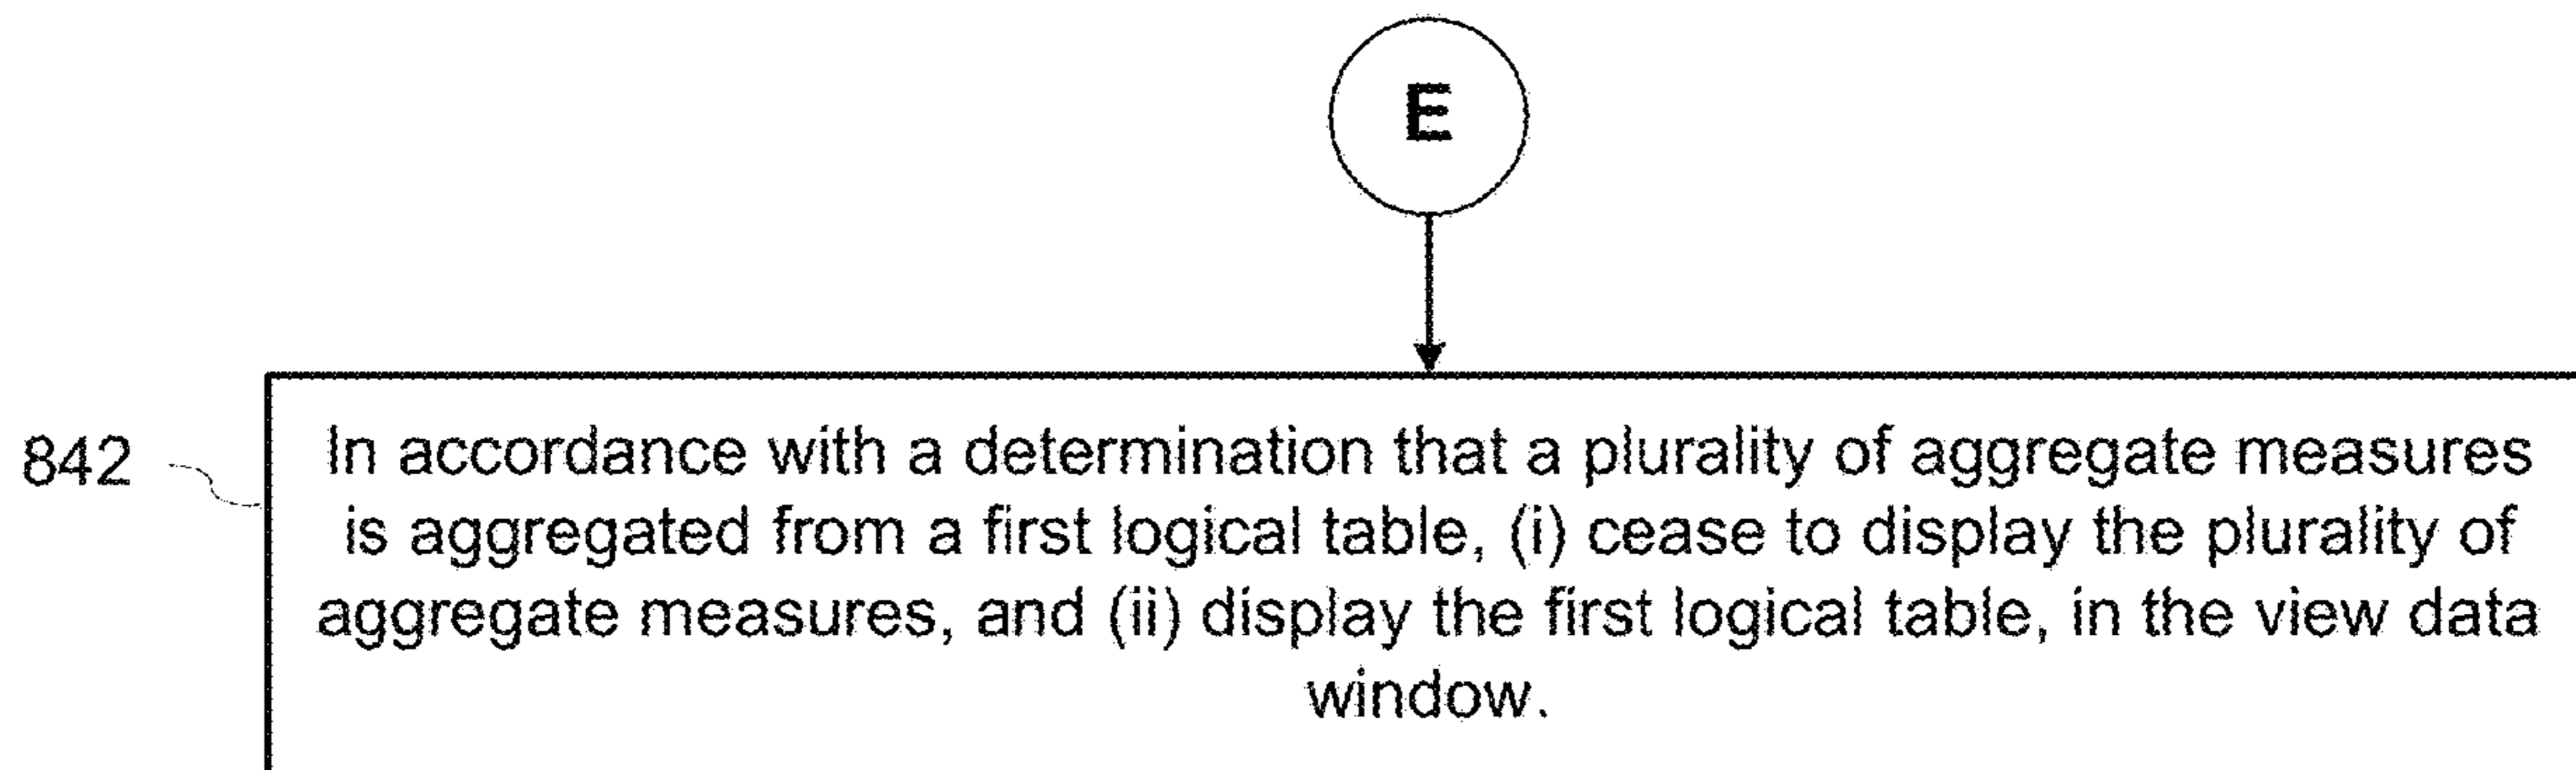 E
842
In accordance with a determination that a plurality of aggregate measures
is aggregated from a first logical table, (i) cease to display the plurality of
aggregate measures, and (ii) display the first logical table, in the view data
window.